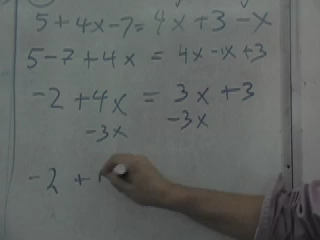 5 + 4x - 7 = 4x + 3 - x
5 - 7 + 4x = 4x - 1x + 3
-2 + 4x = 3x + 3
-3x -3x
-2 +